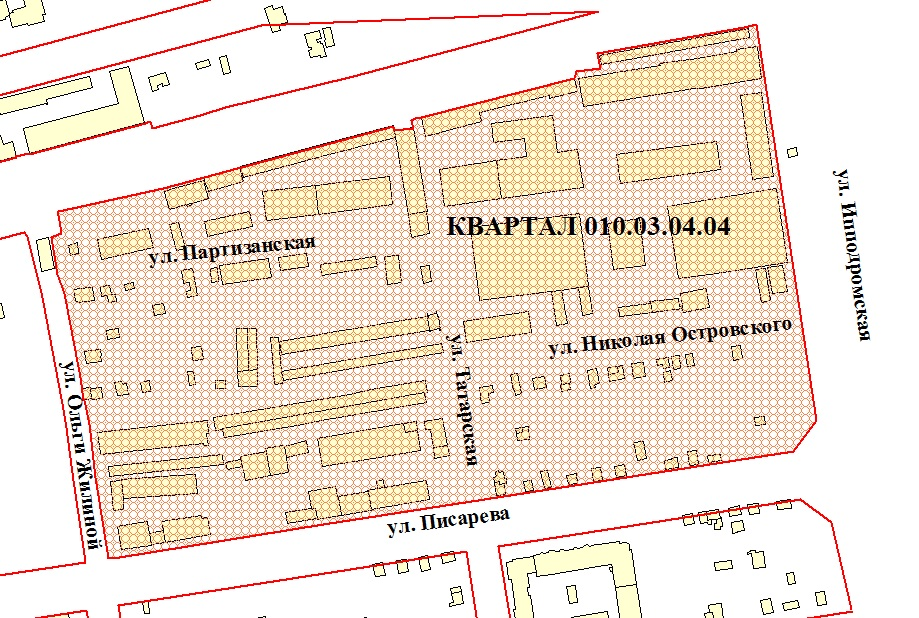 КВАРТАЛ 010.03.04.04
ул. Партизанская
ул. Ипподромская
ул. Николая Островского
ул. Татарская
ул. Ольги Жилиной
ул. Писарева